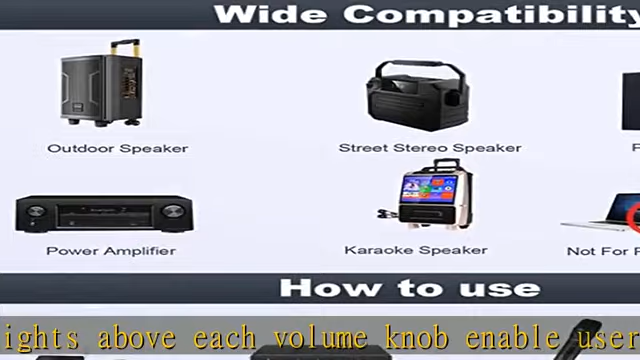 Wide Compatibility
Outdoor Speaker
Street Stereo Speaker
Power Amplifier
Karaoke Speaker
Not For
How to use
above each volume knob enable user